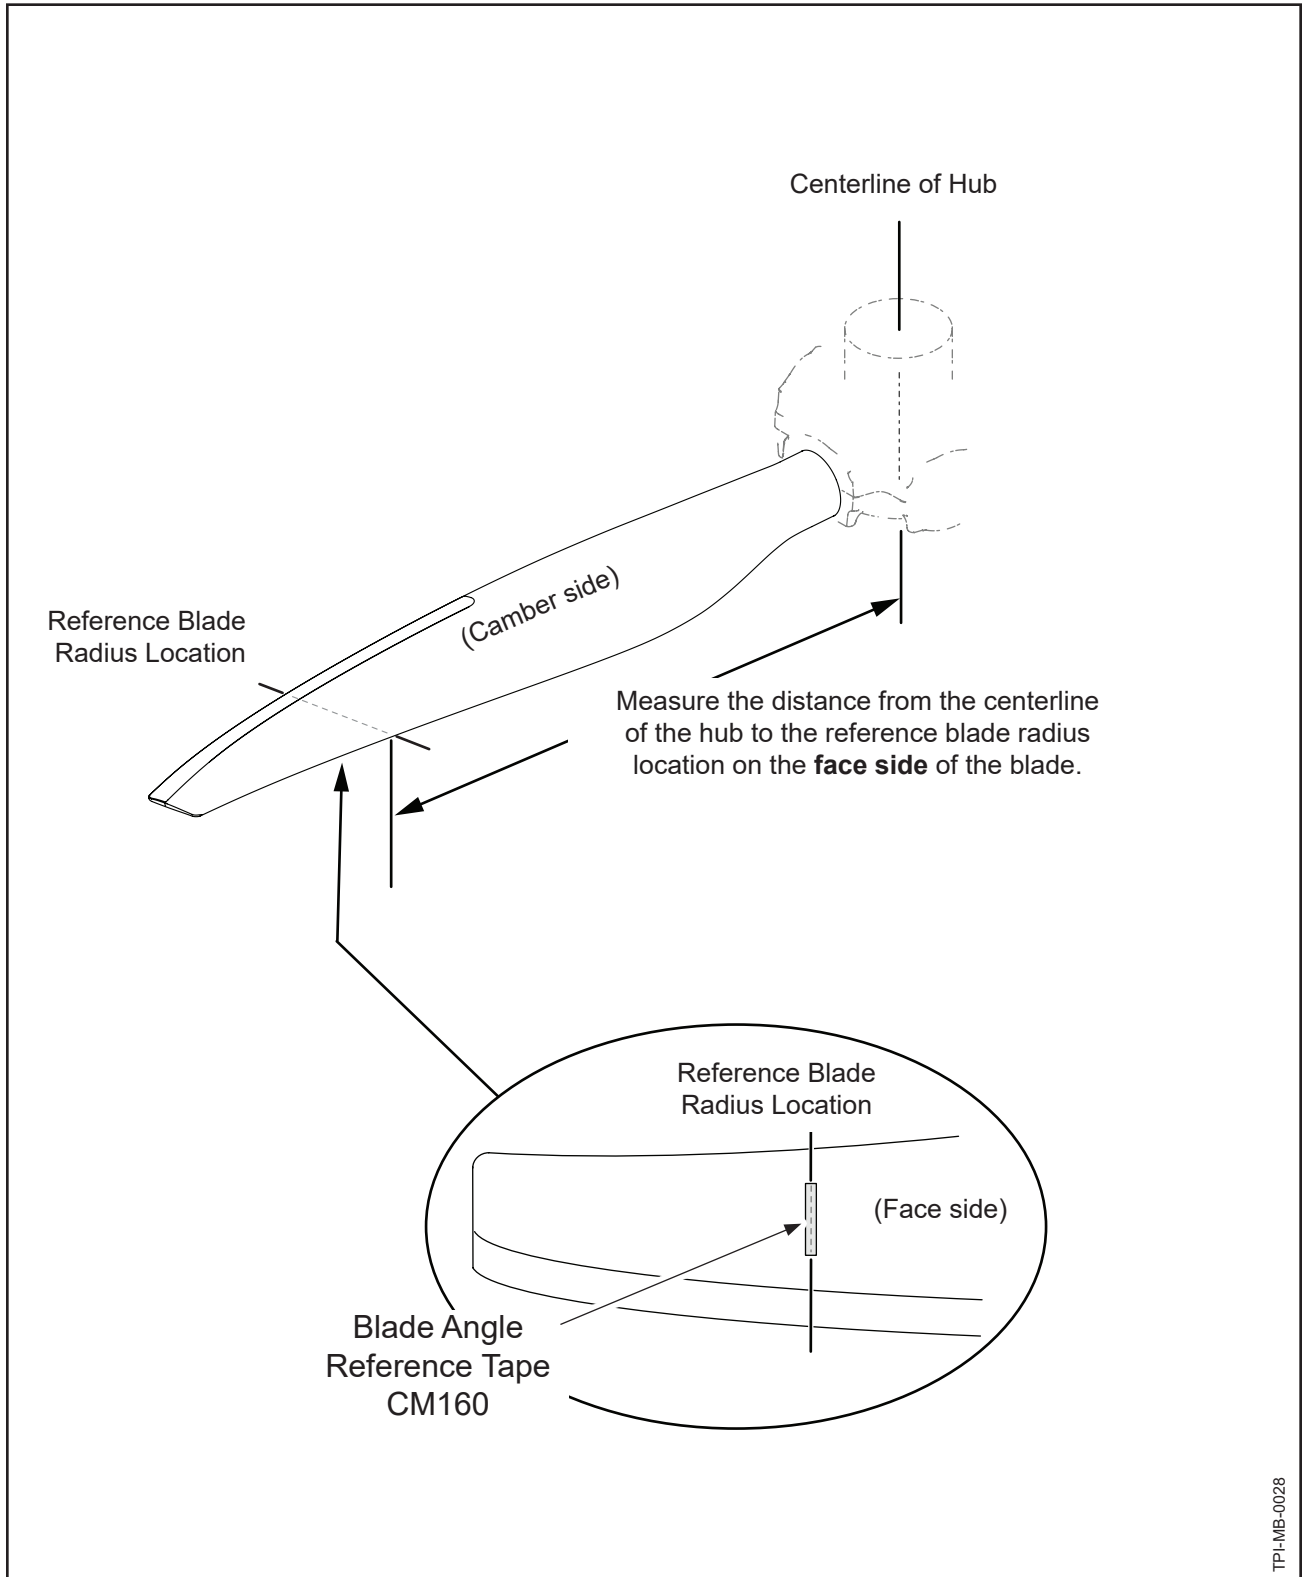 Centerline of Hub
(Camber side)
Reference Blade
Radius Location
Measure the distance from the centerline
of the hub to the reference blade radius
location on the face side of the blade.
Reference Blade
Radius Location
(Face side)
Blade Angle
Reference Tape
CM160
TPI-MB-0028